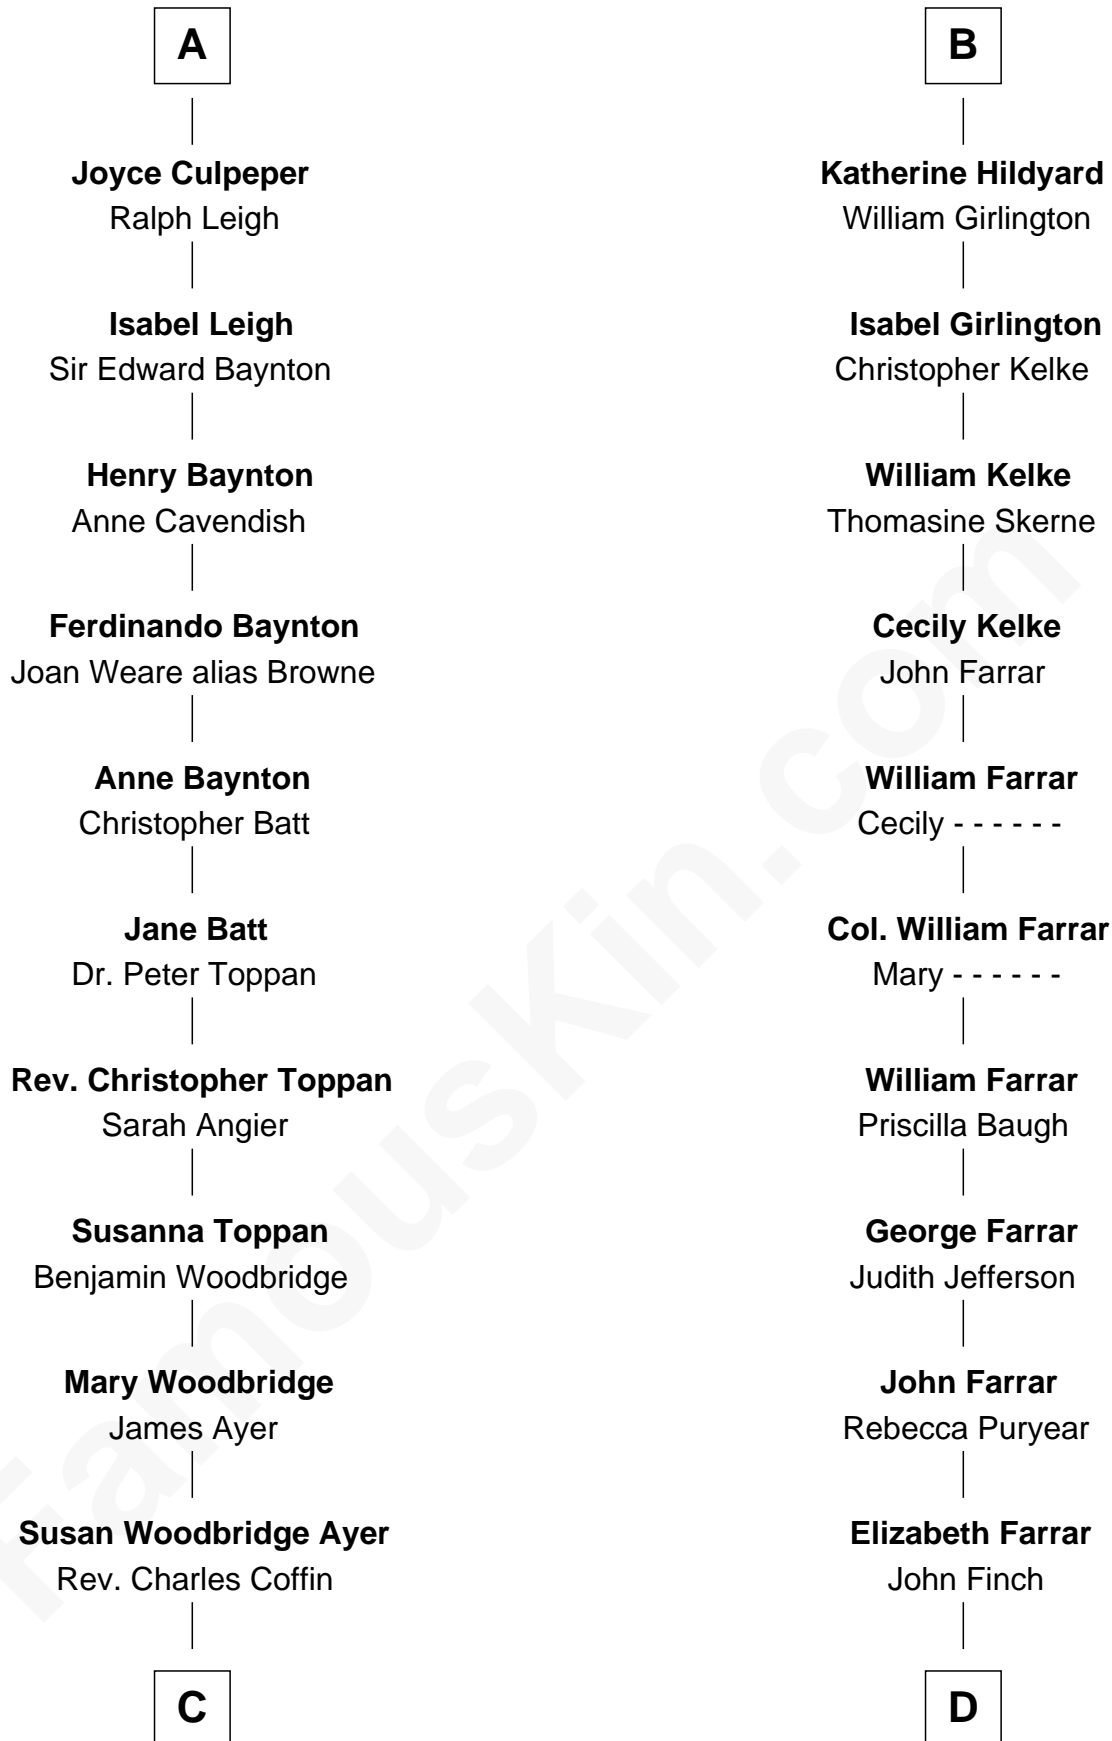 A
Joyce Culpeper
Ralph Leigh
Isabel Leigh
Sir Edward Baynton
Henry Baynton
Anne Cavendish
Ferdinando Baynton
Joan Weare alias Browne
Anne Baynton
Christopher Batt
Jane Batt
Dr. Peter Toppan
Rev. Christopher Toppan
Sarah Angier
Susanna Toppan
Benjamin Woodbridge
Mary Woodbridge
James Ayer
Susan Woodbridge Ayer
Rev. Charles Coffin
C
B
Katherine Hildyard
William Girlington
Isabel Girlington
Christopher Kelke
William Kelke
Thomasine Skerne
Cecily Kelke
John Farrar
William Farrar
Cecily - - - - - -
Col. William Farrar
Mary - - - - - -
William Farrar
Priscilla Baugh
George Farrar
Judith Jefferson
John Farrar
Rebecca Puryear
Elizabeth Farrar
John Finch
D
FamousKin.com